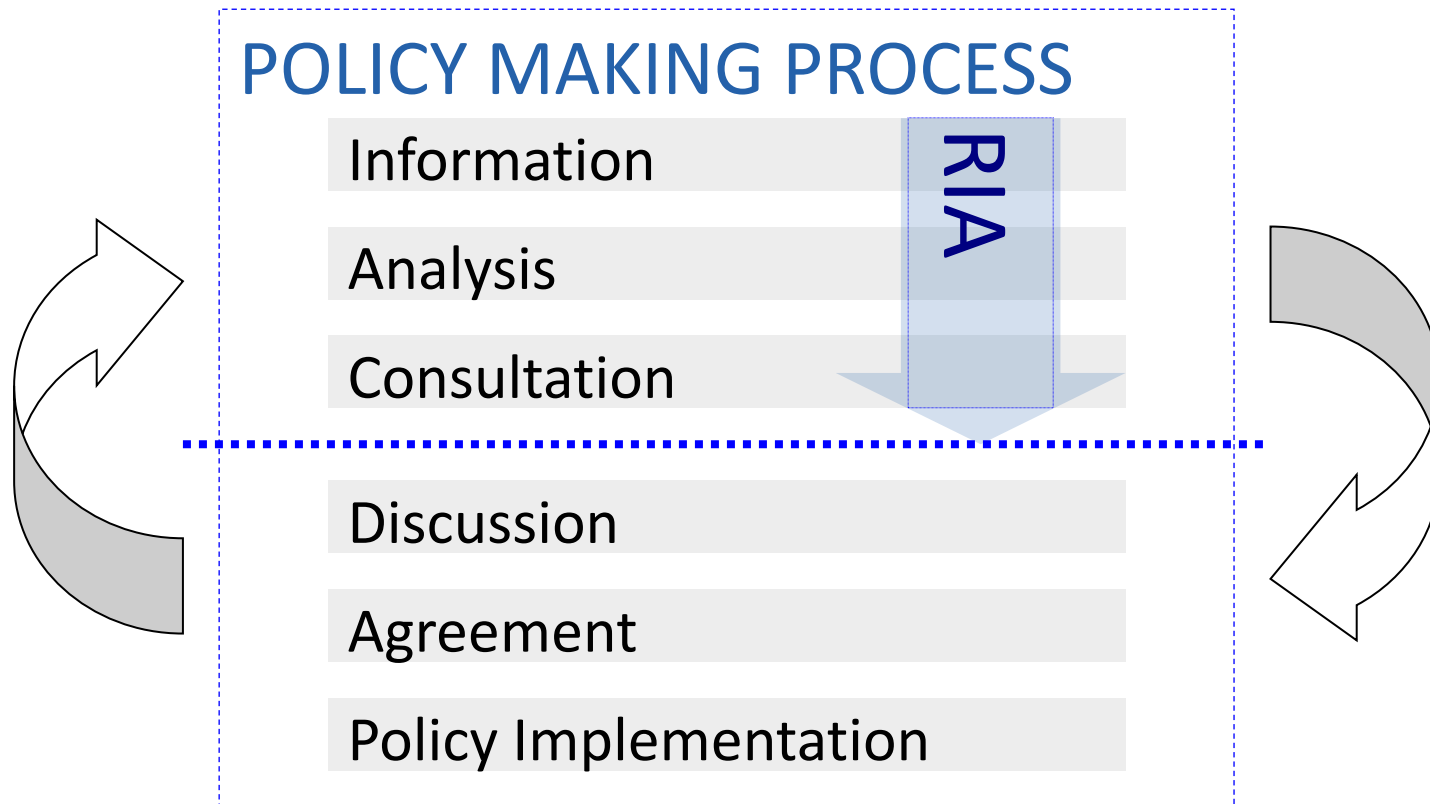 POLICY MAKING PROCESS
Information
RIA
Analysis
Consultation
Discussion
Agreement
Policy Implementation